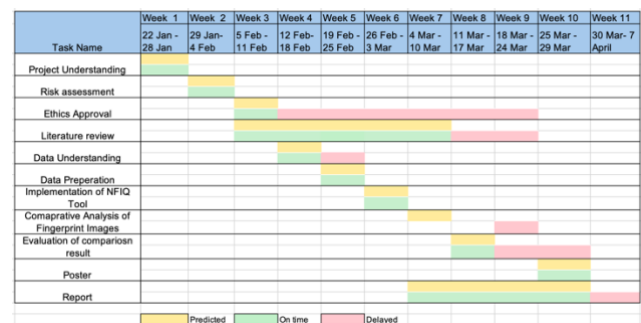 Week 1 Week 2 Week 3 Week 4 Week 5 Week 6 Week 7 Week 8 Week 9 Week 10 Week 11
Task Name
22 Jan - 28 Jan
29 Jan- 4 Feb
5 Feb - 11 Feb
12 Feb- 18 Feb
19 Feb - 25 Feb
26 Feb - 3 Mar
4 Mar - 10 Mar
11 Mar - 17 Mar
18 Mar - 24 Mar
25 Mar - 29 Mar
30 Mar- 7 April
Project Understanding
Risk assessment
Ethics Approval
Literature review
Data Understanding
Data Preperation
Implementation of NFIQ
Tool
Comaprative Analysis of
Fingerprint Images
Evaluation of compariosn
result
Poster
Report
Predicted On time Delayed